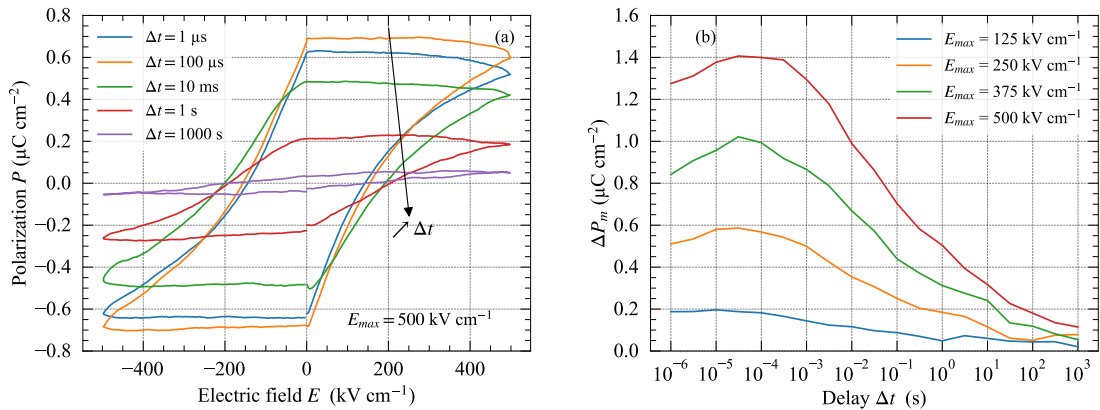 0.8
0.6
0.4
0.2
0.0
−0.2
−0.4
−0.6
−0.8
Polarization P (µC cm⁻²)
−400
−200
0
200
400
Electric field E (kV cm⁻¹)
Δt = 1 µs
Δt = 100 µs
Δt = 10 ms
Δt = 1 s
Δt = 1000 s
(a)
↗ Δt
E_max = 500 kV cm⁻¹
1.6
1.4
1.2
1.0
0.8
0.6
0.4
0.2
0.0
ΔP_m (µC cm⁻²)
10⁻⁶
10⁻⁵
10⁻⁴
10⁻³
10⁻²
10⁻¹
10⁰
10¹
10²
10³
Delay Δt (s)
(b)
E_max = 125 kV cm⁻¹
E_max = 250 kV cm⁻¹
E_max = 375 kV cm⁻¹
E_max = 500 kV cm⁻¹